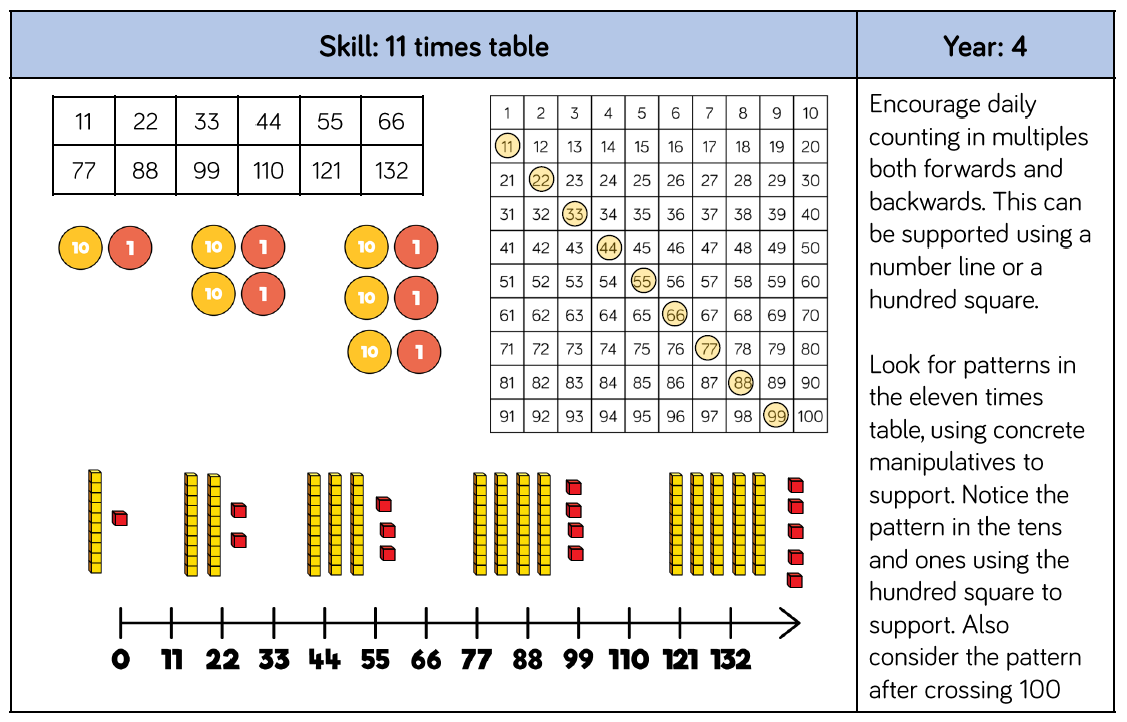 Skill: 11 times table
Year: 4
11 22 33 44 55 66
77 88 99 110 121 132
10 1 10 1 10 1
10 1 10 1
10 1
1 2 3 4 5 6 7 8 9 10
11 12 13 14 15 16 17 18 19 20
21 22 23 24 25 26 27 28 29 30
31 32 33 34 35 36 37 38 39 40
41 42 43 44 45 46 47 48 49 50
51 52 53 54 55 56 57 58 59 60
61 62 63 64 65 66 67 68 69 70
71 72 73 74 75 76 77 78 79 80
81 82 83 84 85 86 87 88 89 90
91 92 93 94 95 96 97 98 99 100
0 11 22 33 44 55 66 77 88 99 110 121 132
Encourage daily
counting in multiples
both forwards and
backwards. This can
be supported using a
number line or a
hundred square.
Look for patterns in
the eleven times
table, using concrete
manipulatives to
support. Notice the
pattern in the tens
and ones using the
hundred square to
support. Also
consider the pattern
after crossing 100